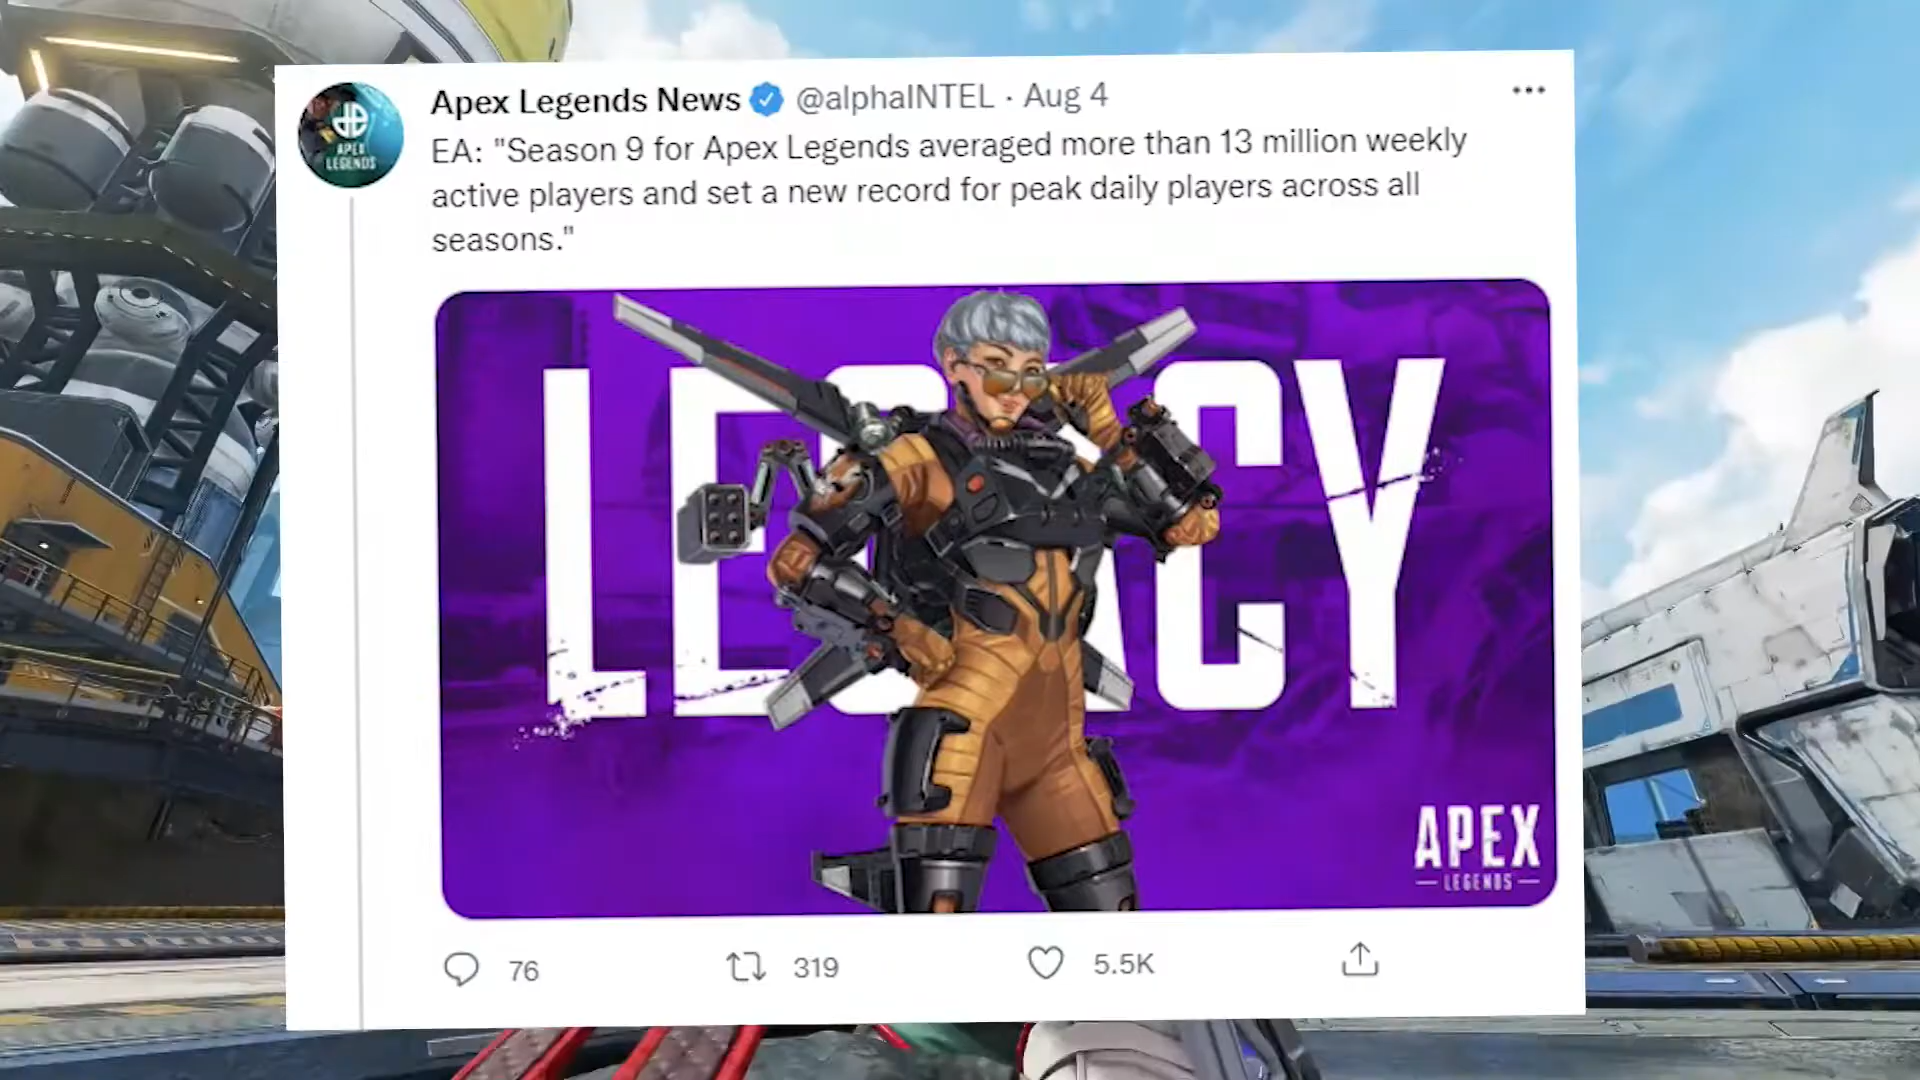 Apex Legends News @alphaINTEL · Aug 4
EA: "Season 9 for Apex Legends averaged more than 13 million weekly
active players and set a new record for peak daily players across all
seasons."
APEX
LEGENDS
LEGACY
APEX
LEGENDS
76 319 5.5K